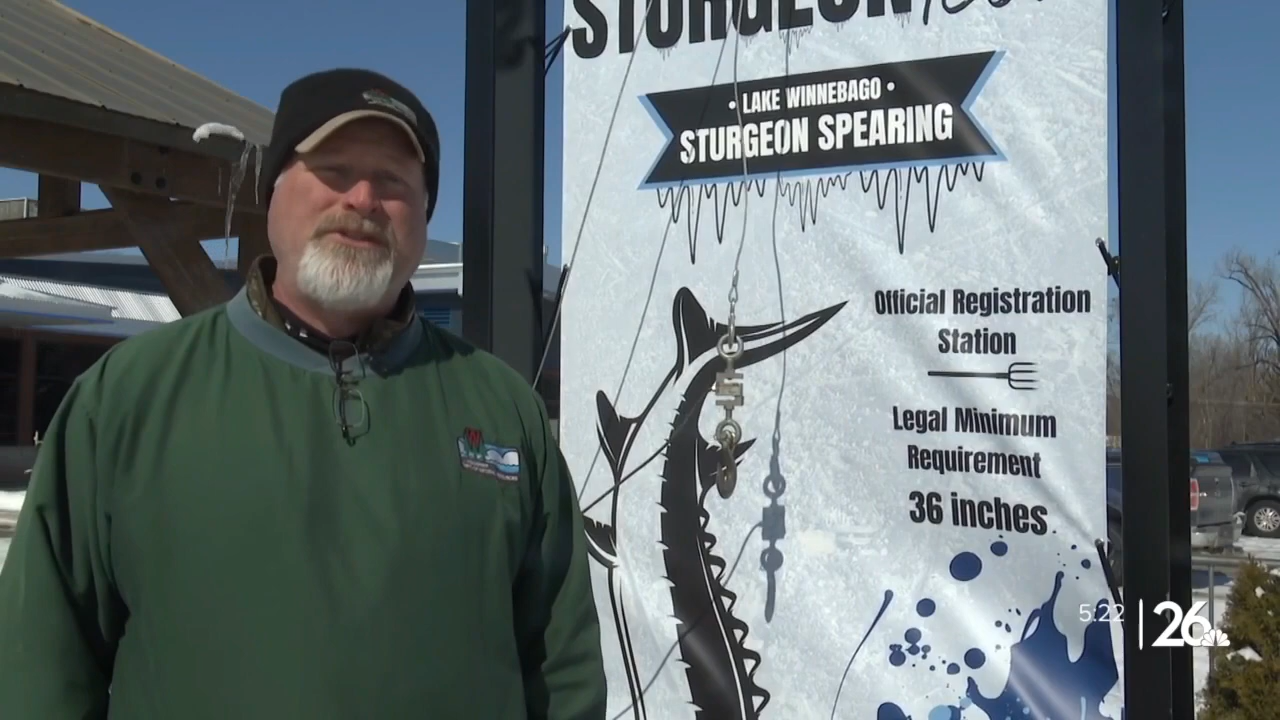 STURGEON
• LAKE WINNEBAGO •
STURGEON SPEARING
Official Registration
Station
Legal Minimum
Requirement
36 inches
5:22 26